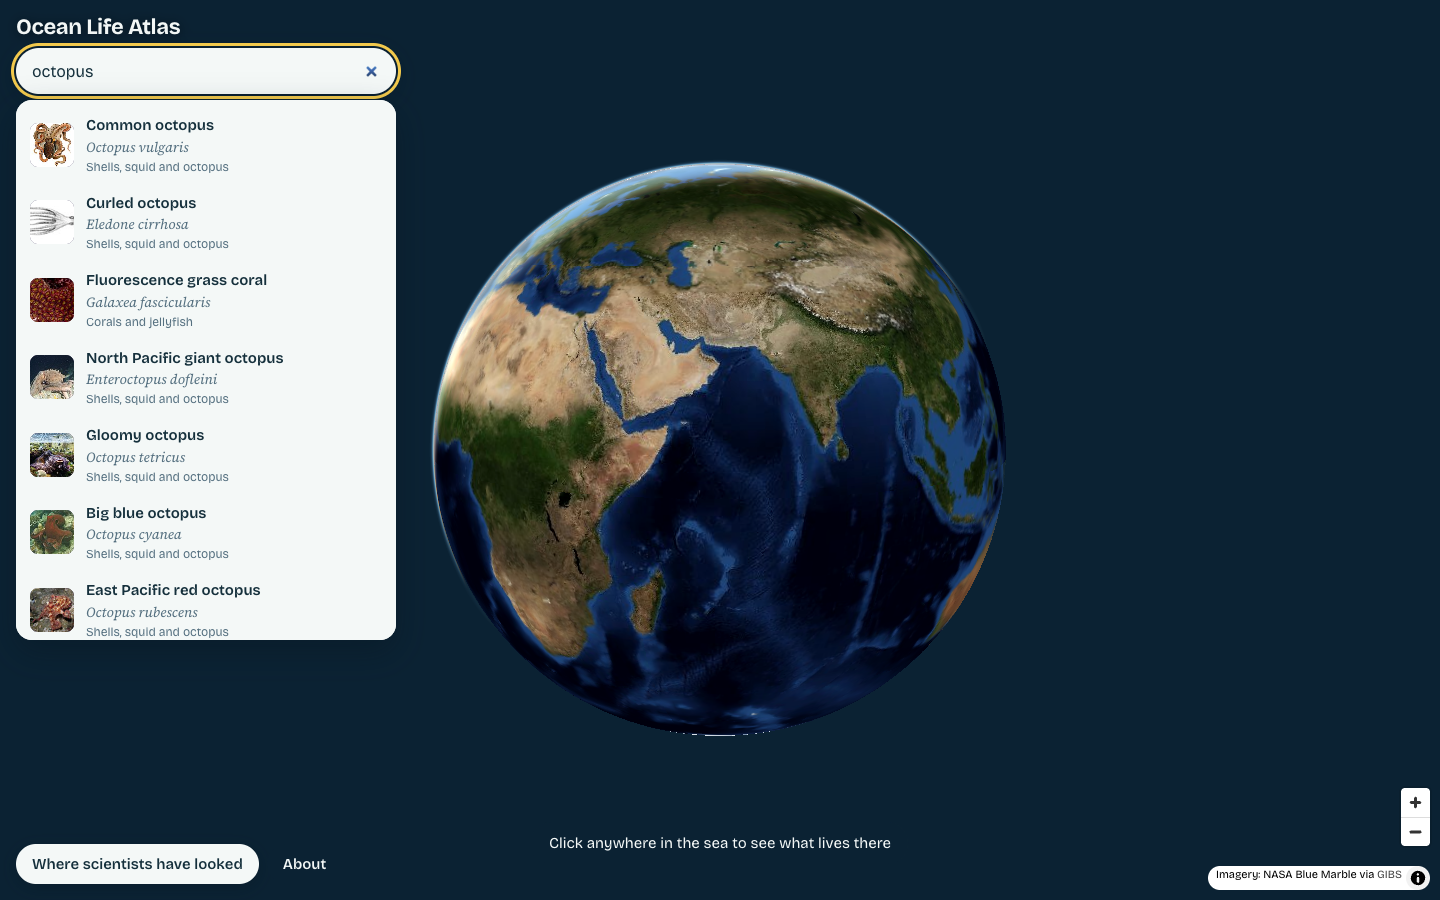 Ocean Life Atlas
octopus
Common octopus
Octopus vulgaris
Shells, squid and octopus
Curled octopus
Eledone cirrhosa
Shells, squid and octopus
Fluorescence grass coral
Galaxea fascicularis
Corals and jellyfish
North Pacific giant octopus
Enteroctopus dofleini
Shells, squid and octopus
Gloomy octopus
Octopus tetricus
Shells, squid and octopus
Big blue octopus
Octopus cyanea
Shells, squid and octopus
East Pacific red octopus
Octopus rubescens
Shells, squid and octopus
Click anywhere in the sea to see what lives there
Where scientists have looked
About
Imagery: NASA Blue Marble via GIBS